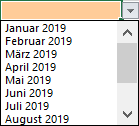 Januar 2019
Februar 2019
März 2019
April 2019
Mai 2019
Juni 2019
Juli 2019
August 2019